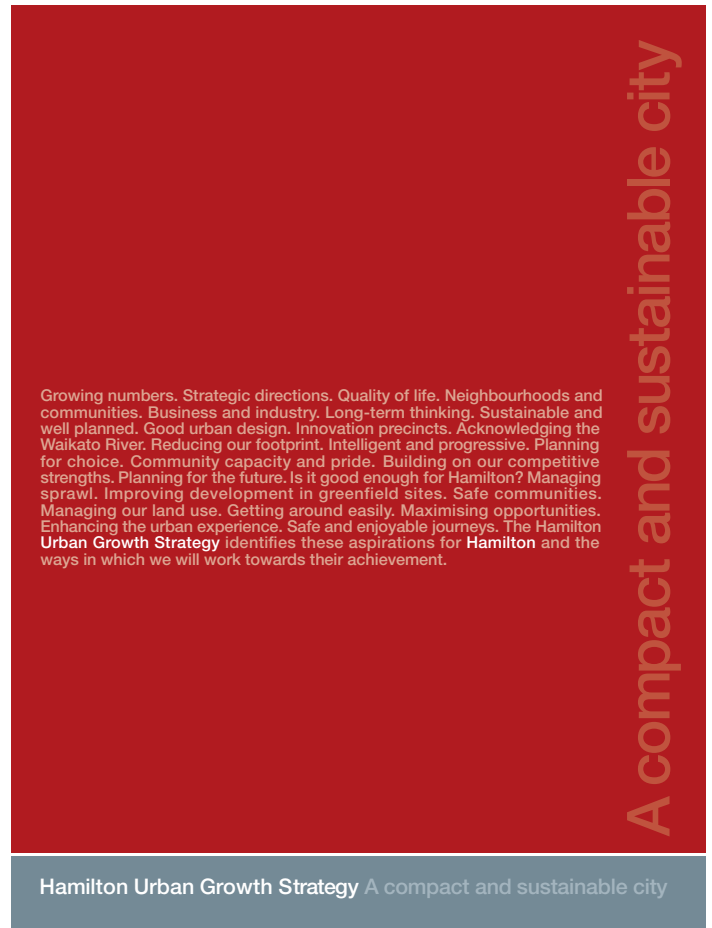 A compact and sustainable city
Growing numbers. Strategic directions. Quality of life. Neighbourhoods and
communities. Business and industry. Long-term thinking. Sustainable and
well planned. Good urban design. Innovation precincts. Acknowledging the
Waikato River. Reducing our footprint. Intelligent and progressive. Planning
for choice. Community capacity and pride. Building on our competitive
strengths. Planning for the future. Is it good enough for Hamilton? Managing
sprawl. Improving development in greenfield sites. Safe communities.
Managing our land use. Getting around easily. Maximising opportunities.
Enhancing the urban experience. Safe and enjoyable journeys. The Hamilton
Urban Growth Strategy identifies these aspirations for Hamilton and the
ways in which we will work towards their achievement.
Hamilton Urban Growth Strategy A compact and sustainable city